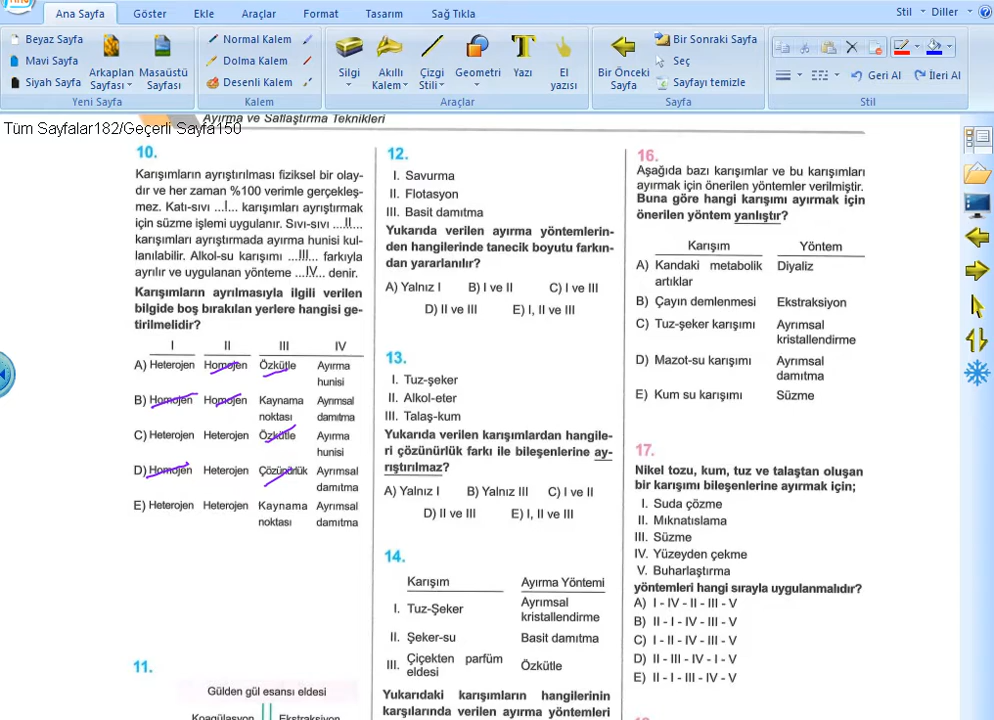 Ana Sayfa
Göster
Ekle
Araçlar
Format
Tasarım
Sağ Tıkla
Stil
Diller
Beyaz Sayfa
Mavi Sayfa
Siyah Sayfa
Arkaplan Sayfası
Masaüstü Sayfası
Yeni Sayfa
Normal Kalem
Dolma Kalem
Desenli Kalem
Kalem
Silgi
Akıllı Kalem
Çizgi Stili
Geometri
Yazı
El yazısı
Araçlar
Bir Önceki Sayfa
Bir Sonraki Sayfa
Seç
Sayfayı temizle
Sayfa
Geri Al
İleri Al
Stil
Tüm Sayfalar182/Geçerli Sayfa150
Ayırma ve Saflaştırma Teknikleri
10.
Karışımların ayrıştırılması fiziksel bir olay-
dır ve her zaman %100 verimle gerçekleş-
mez. Katı-sıvı ...I... karışımları ayrıştırmak
için süzme işlemi uygulanır. Sıvı-sıvı ....II...
karışımları ayrıştırmada ayırma hunisi kul-
lanılabilir. Alkol-su karışımı ...III... farkıyla
ayrılır ve uygulanan yönteme ...IV... denir.
Karışımların ayrılmasıyla ilgili verilen
bilgide boş bırakılan yerlere hangisi ge-
tirilmelidir?
I II III IV
A) Heterojen Homojen Özkütle Ayırma
hunisi
B) Homojen Homojen Kaynama Ayrımsal
noktası damıtma
C) Heterojen Heterojen Özkütle Ayırma
hunisi
D) Homojen Heterojen Çözünürlük Ayrımsal
damıtma
E) Heterojen Heterojen Kaynama Ayrımsal
noktası damıtma
11.
Gülden gül esansı eldesi
Koagülasyon Ekstraksiyon
12.
I. Savurma
II. Flotasyon
III. Basit damıtma
Yukarıda verilen ayırma yöntemlerin-
den hangilerinde tanecik boyutu farkın-
dan yararlanılır?
A) Yalnız I B) I ve II C) I ve III
D) II ve III E) I, II ve III
13.
I. Tuz-şeker
II. Alkol-eter
III. Talaş-kum
Yukarıda verilen karışımlardan hangile-
ri çözünürlük farkı ile bileşenlerine ay-
rıştırılmaz?
A) Yalnız I B) Yalnız III C) I ve II
D) II ve III E) I, II ve III
14.
Karışım Ayırma Yöntemi
I. Tuz-Şeker Ayrımsal
kristallendirme
II. Şeker-su Basit damıtma
III. Çiçekten parfüm
eldesi Özkütle
Yukarıdaki karışımların hangilerinin
karşılarında verilen ayırma yöntemleri
16.
Aşağıda bazı karışımlar ve bu karışımları
ayırmak için önerilen yöntemler verilmiştir.
Buna göre hangi karışımı ayırmak için
önerilen yöntem yanlıştır?
Karışım Yöntem
A) Kandaki metabolik Diyaliz
artıklar
B) Çayın demlenmesi Ekstraksiyon
C) Tuz-şeker karışımı Ayrımsal
kristallendirme
D) Mazot-su karışımı Ayrımsal
damıtma
E) Kum su karışımı Süzme
17.
Nikel tozu, kum, tuz ve talaştan oluşan
bir karışımı bileşenlerine ayırmak için;
I. Suda çözme
II. Mıknatıslama
III. Süzme
IV. Yüzeyden çekme
V. Buharlaştırma
yöntemleri hangi sırayla uygulanmalıdır?
A) I - IV - II - III - V
B) II - I - IV - III - V
C) I - II - IV - III - V
D) II - III - IV - I - V
E) II - I - III - IV - V